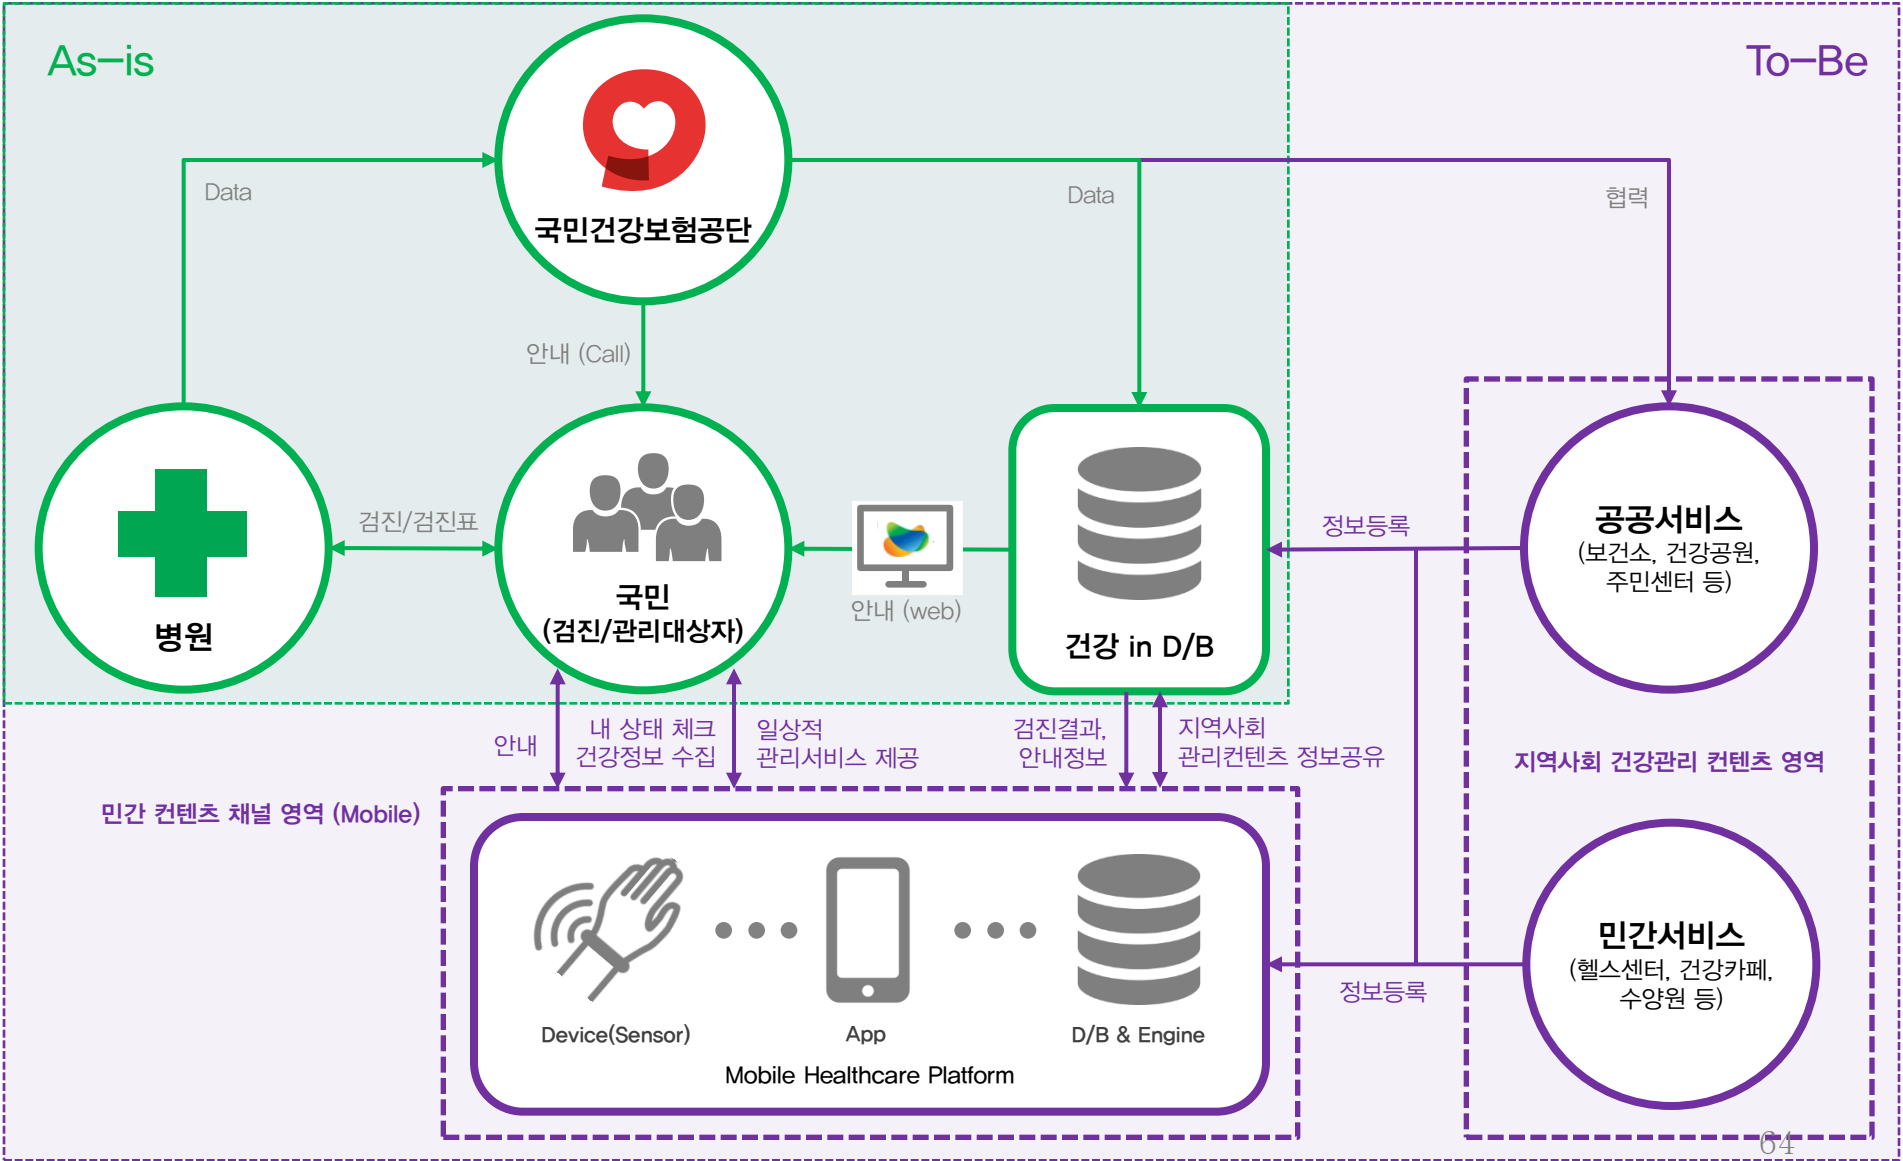 As-is
To-Be
국민건강보험공단
Data
Data
협력
안내 (Call)
병원
검진/검진표
국민
(검진/관리대상자)
안내 (web)
건강 in D/B
정보등록
공공서비스
(보건소, 건강공원,
주민센터 등)
안내
내 상태 체크
건강정보 수집
일상적
관리서비스 제공
검진결과,
안내정보
지역사회
관리컨텐츠 정보공유
지역사회 건강관리 컨텐츠 영역
민간 컨텐츠 채널 영역 (Mobile)
Device(Sensor)
App
D/B & Engine
Mobile Healthcare Platform
정보등록
민간서비스
(헬스센터, 건강카페,
수양원 등)
64